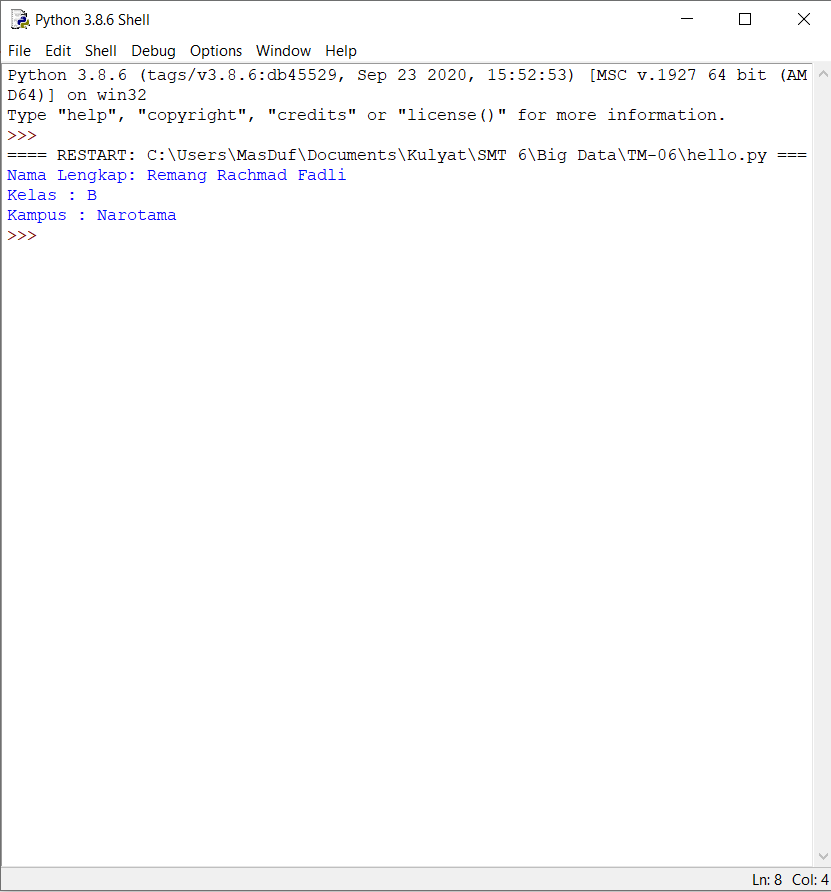 Python 3.8.6 Shell
File Edit Shell Debug Options Window Help
Python 3.8.6 (tags/v3.8.6:db45529, Sep 23 2020, 15:52:53) [MSC v.1927 64 bit (AM
D64)] on win32
Type "help", "copyright", "credits" or "license()" for more information.
>>>
==== RESTART: C:\Users\MasDuf\Documents\Kulyat\SMT 6\Big Data\TM-06\hello.py ===
Nama Lengkap: Remang Rachmad Fadli
Kelas : B
Kampus : Narotama
>>>
Ln: 8 Col: 4